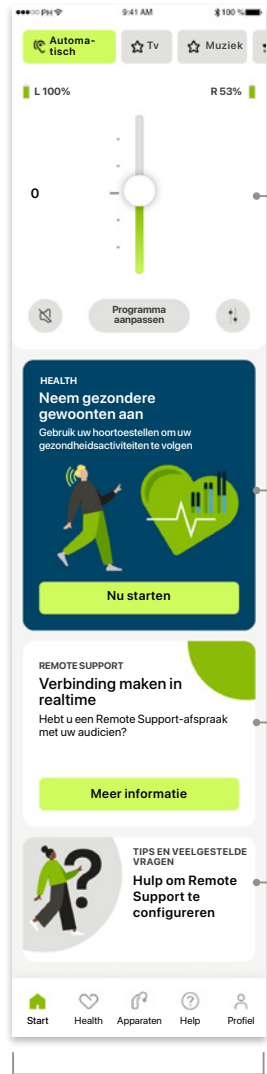 PH
9:41 AM
100 %
Automa-
tisch
Tv
Muziek
L 100%
R 53%
0
Programma
aanpassen
HEALTH
Neem gezondere
gewoonten aan
Gebruik uw hoortoestellen om uw
gezondheidsactiviteiten te volgen
Nu starten
REMOTE SUPPORT
Verbinding maken in
realtime
Hebt u een Remote Support-afspraak
met uw audicien?
Meer informatie
TIPS EN VEELGESTELDE
VRAGEN
Hulp om Remote
Support te
configureren
Start
Health
Apparaten
Help
Profiel